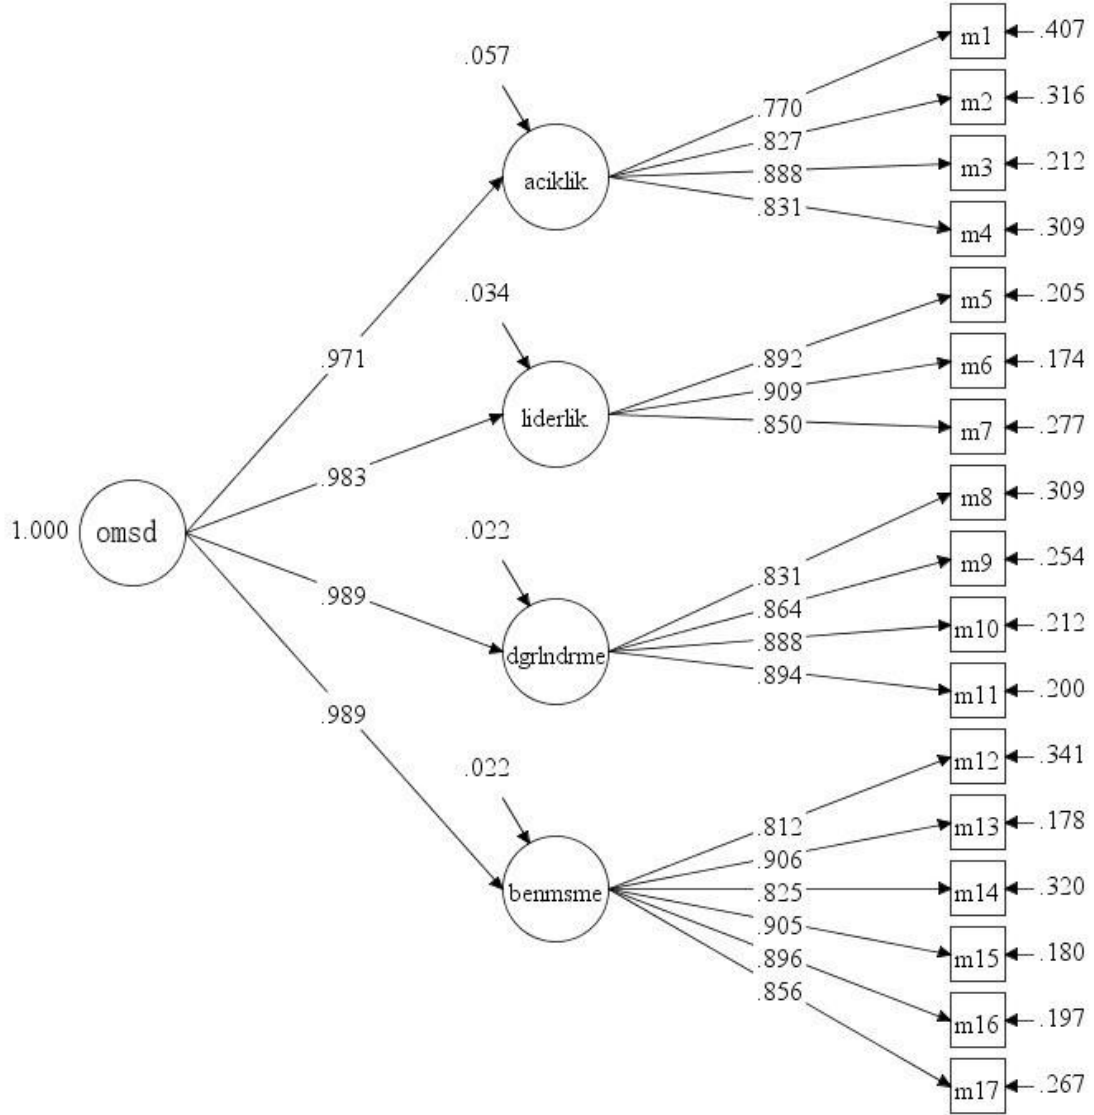 m1 .407
.057
m2 .316
.770
.827
m3 .212
.888
aciklik
.831
m4 .309
.034
m5 .205
.892
m6 .174
.971
.909
liderlik
.850
m7 .277
.983
m8 .309
1.000 omsd
.022
m9 .254
.831
.989
.864
m10 .212
.888
dgrlndrme
.894
m11 .200
.989
m12 .341
.022
m13 .178
.812
.906
m14 .320
.825
benmsme
.905
m15 .180
.896
.856
m16 .197
m17 .267